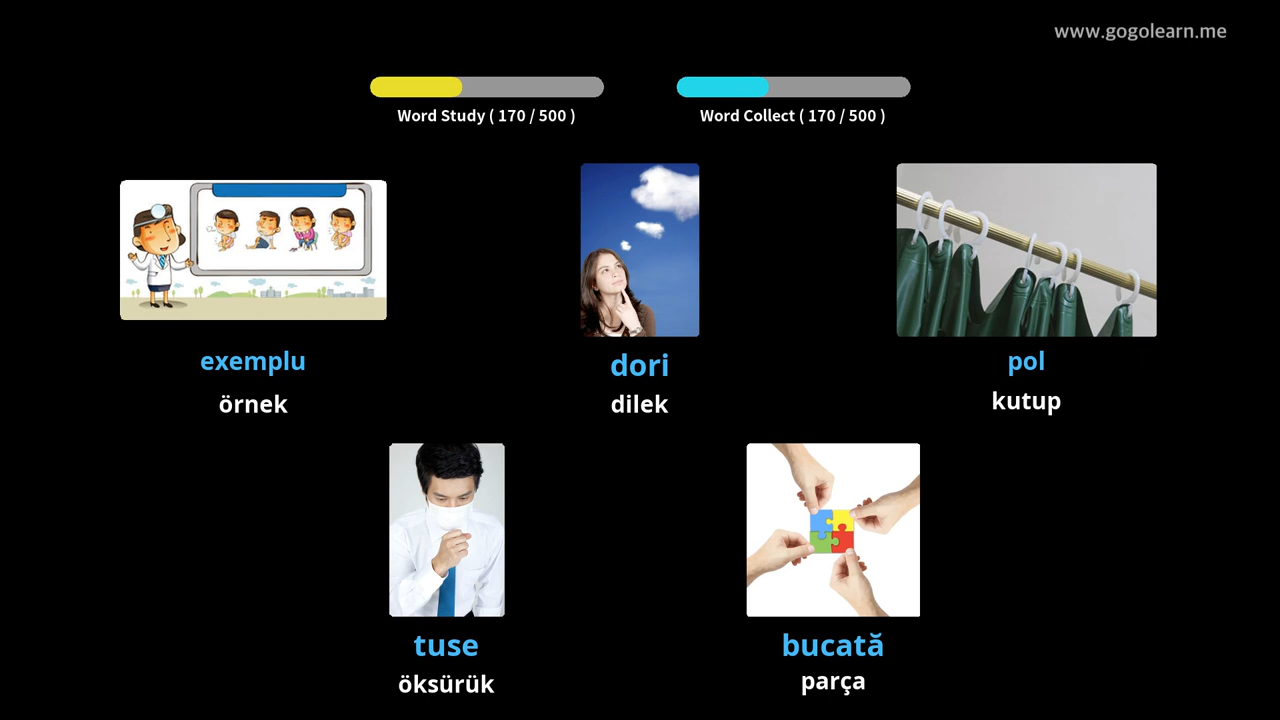 www.gogolearn.me
Word Study ( 170 / 500 )
Word Collect ( 170 / 500 )
exemplu
örnek
dori
dilek
pol
kutup
tuse
öksürük
bucată
parça